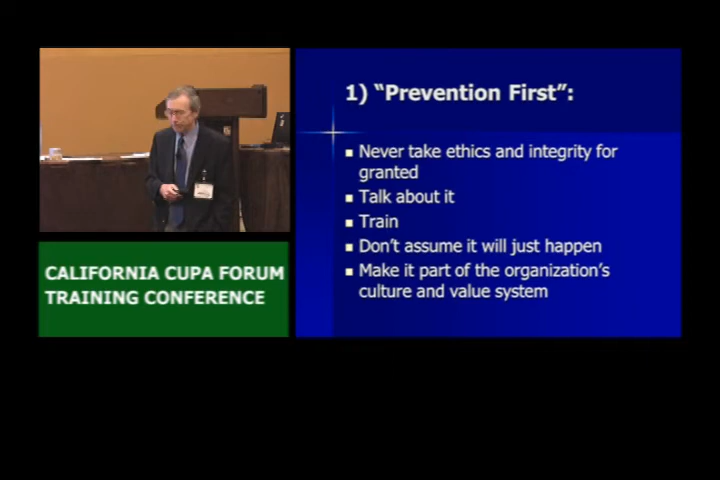 1) “Prevention First”:
Never take ethics and integrity for
granted
Talk about it
Train
Don’t assume it will just happen
Make it part of the organization’s
culture and value system
CALIFORNIA CUPA FORUM
TRAINING CONFERENCE